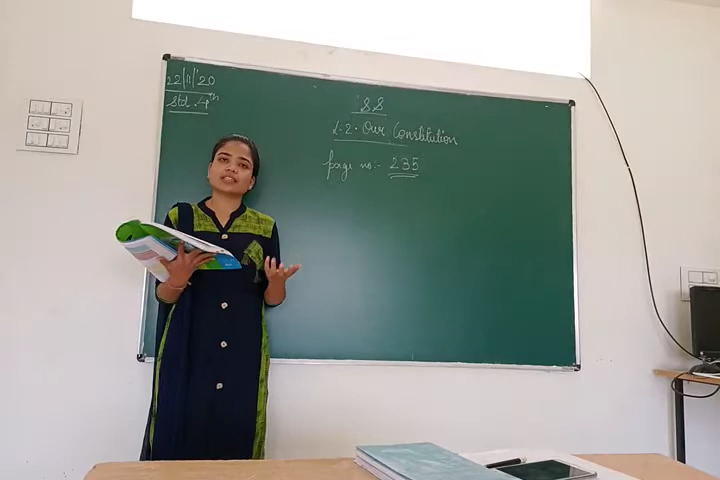 22/11/'20
Std. 4th
SS
L-2. Our Constitution
page no:- 235